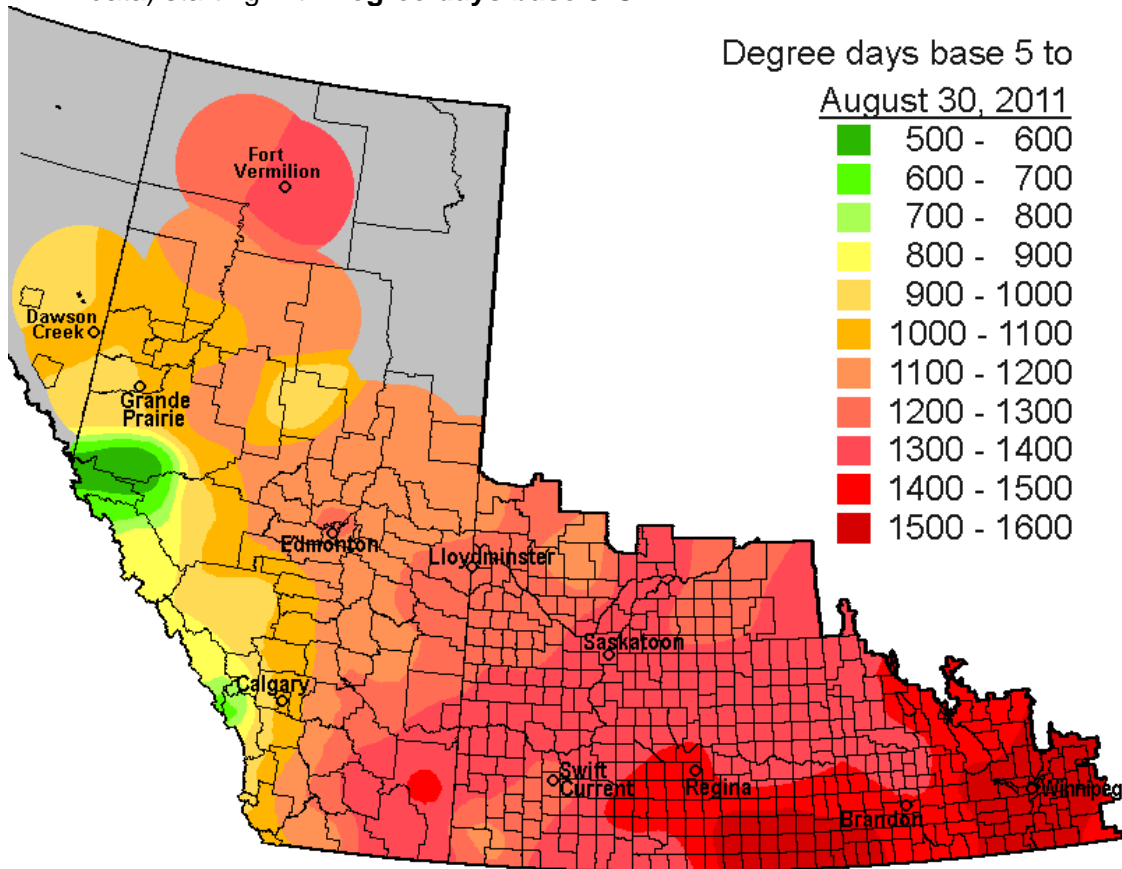 Degree days base 5 to
August 30, 2011
500 - 600
600 - 700
700 - 800
800 - 900
900 - 1000
1000 - 1100
1100 - 1200
1200 - 1300
1300 - 1400
1400 - 1500
1500 - 1600
Fort
Vermilion
Dawson
Creek
Grande
Prairie
Edmonton
Lloydminster
Saskatoon
Calgary
Swift
Current
Regina
Brandon
Winnipeg